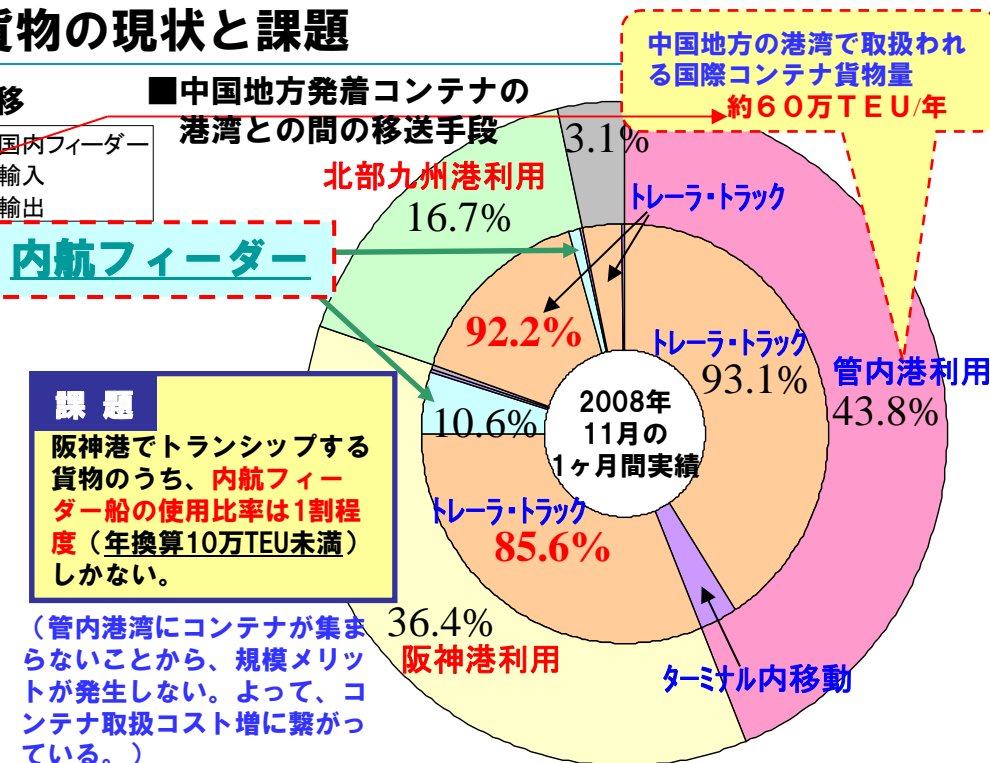 貨物の現状と課題
移
国内フィーダー
輸入
輸出
■中国地方発着コンテナの
港湾との間の移送手段
中国地方の港湾で取扱われ
る国際コンテナ貨物量
約60万TEU/年
3.1%
北部九州港利用
16.7%
トレーラ・トラック
内航フィーダー
92.2%
トレーラ・トラック
93.1%
管内港利用
43.8%
2008年
11月の
1ヶ月間実績
10.6%
課 題
阪神港でトランシップする
貨物のうち、内航フィー
ダー船の使用比率は1割程
度（年換算10万TEU未満）
しかない。
トレーラ・トラック
85.6%
36.4%
阪神港利用
ターミナル内移動
（管内港湾にコンテナが集ま
らないことから、規模メリッ
トが発生しない。よって、コ
ンテナ取扱コスト増に繋がっ
ている。）